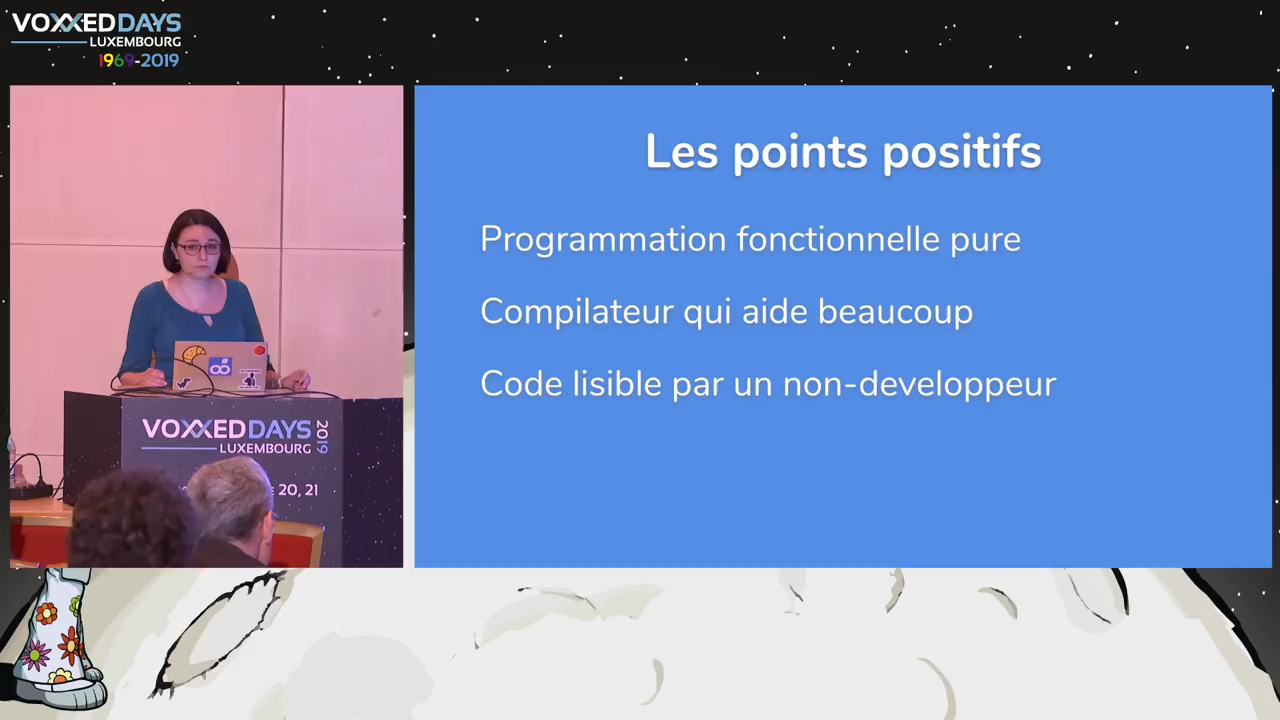 VOXXED DAYS
LUXEMBOURG
1969-2019
Les points positifs
Programmation fonctionnelle pure
Compilateur qui aide beaucoup
Code lisible par un non-developpeur
VOXXED DAYS 2019
LUXEMBOURG
20, 21